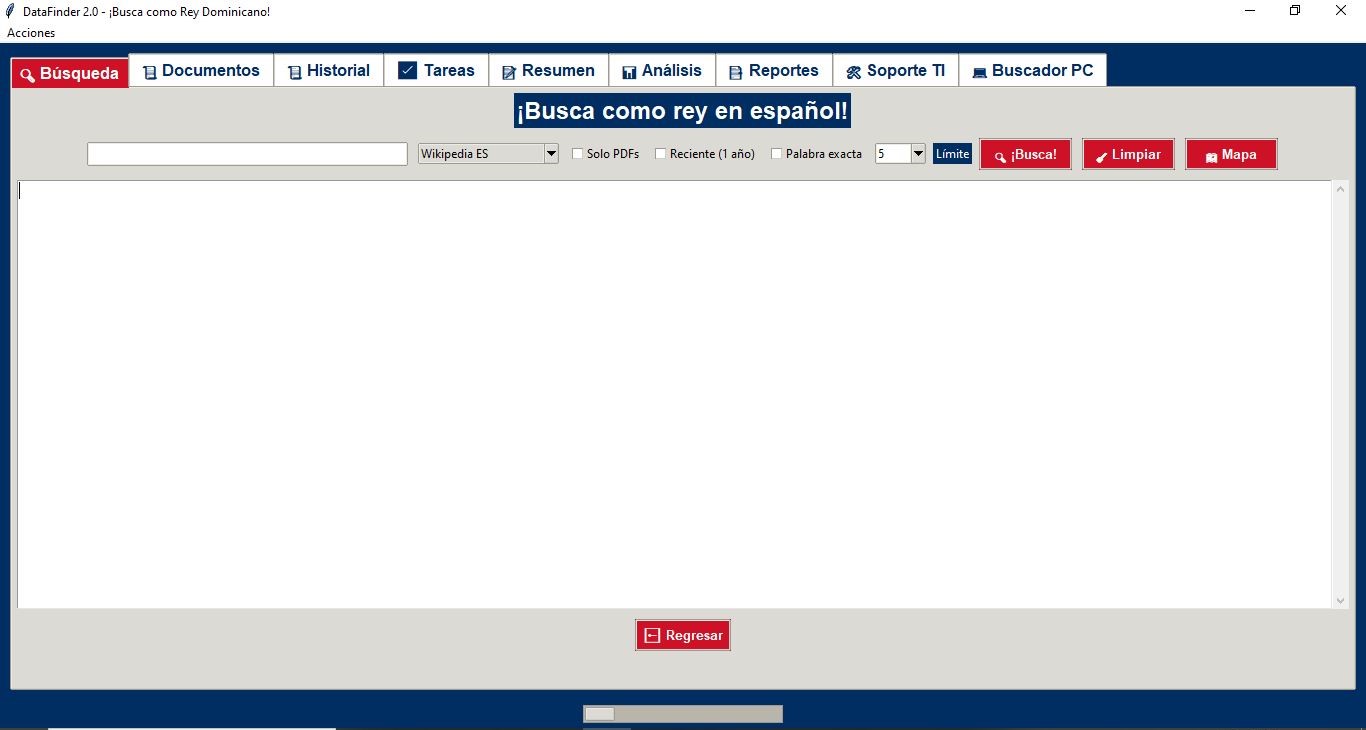 DataFinder 2.0 - ¡Busca como Rey Dominicano!
Acciones
Búsqueda Documentos Historial Tareas Resumen Análisis Reportes Soporte TI Buscador PC
¡Busca como rey en español!
Wikipedia ES Solo PDFs Reciente (1 año) Palabra exacta 5 Límite ¡Busca! Limpiar Mapa
Regresar